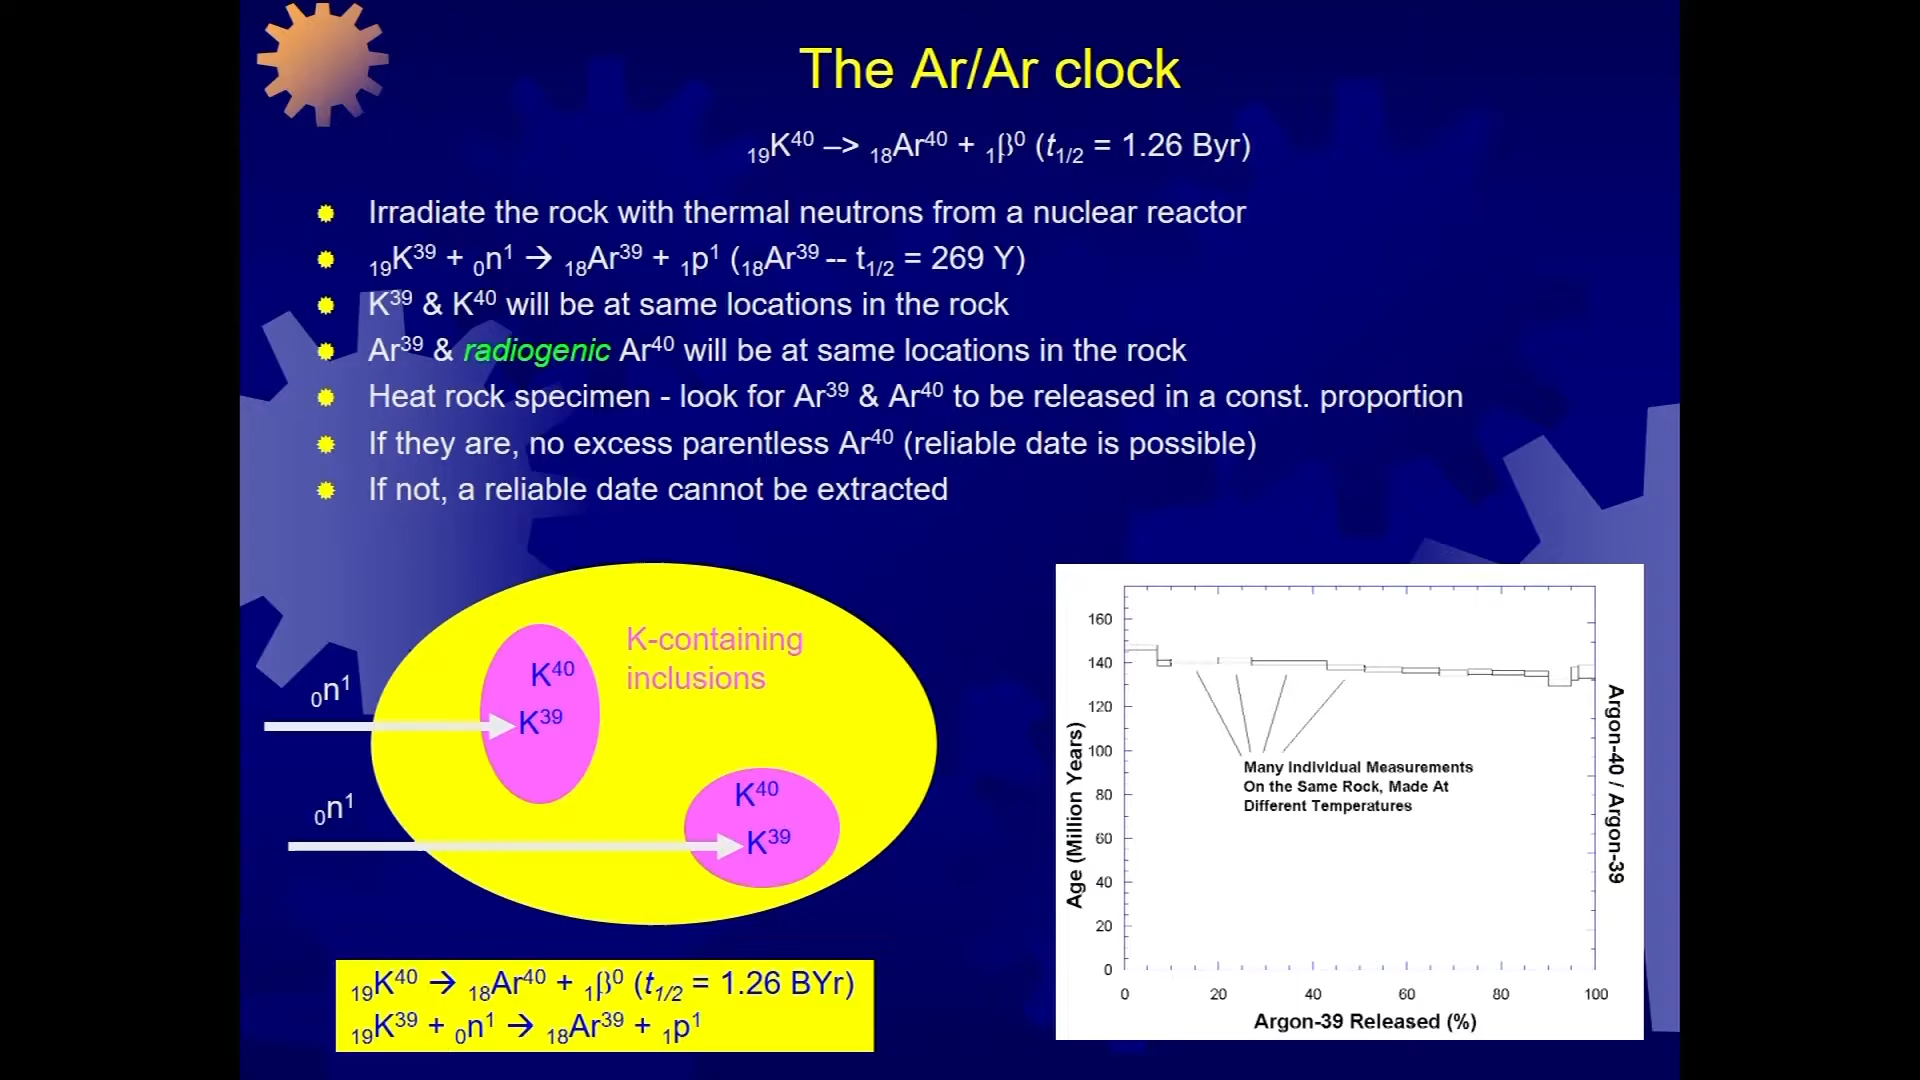 The Ar/Ar clock
₁₉K⁴⁰ –> ₁₈Ar⁴⁰ + ₁β⁰ (t₁/₂ = 1.26 Byr)
Irradiate the rock with thermal neutrons from a nuclear reactor
₁₉K³⁹ + ₀n¹ → ₁₈Ar³⁹ + ₁p¹ (₁₈Ar³⁹ -- t₁/₂ = 269 Y)
K³⁹ & K⁴⁰ will be at same locations in the rock
Ar³⁹ & radiogenic Ar⁴⁰ will be at same locations in the rock
Heat rock specimen - look for Ar³⁹ & Ar⁴⁰ to be released in a const. proportion
If they are, no excess parentless Ar⁴⁰ (reliable date is possible)
If not, a reliable date cannot be extracted
K-containing
inclusions
K⁴⁰
K³⁹
₀n¹
K⁴⁰
K³⁹
₀n¹
₁₉K⁴⁰ → ₁₈Ar⁴⁰ + ₁β⁰ (t₁/₂ = 1.26 BYr)
₁₉K³⁹ + ₀n¹ → ₁₈Ar³⁹ + ₁p¹
Age (Million Years)
160
140
120
100
80
60
40
20
0
Many Individual Measurements
On the Same Rock, Made At
Different Temperatures
Argon-40 / Argon-39
0 20 40 60 80 100
Argon-39 Released (%)